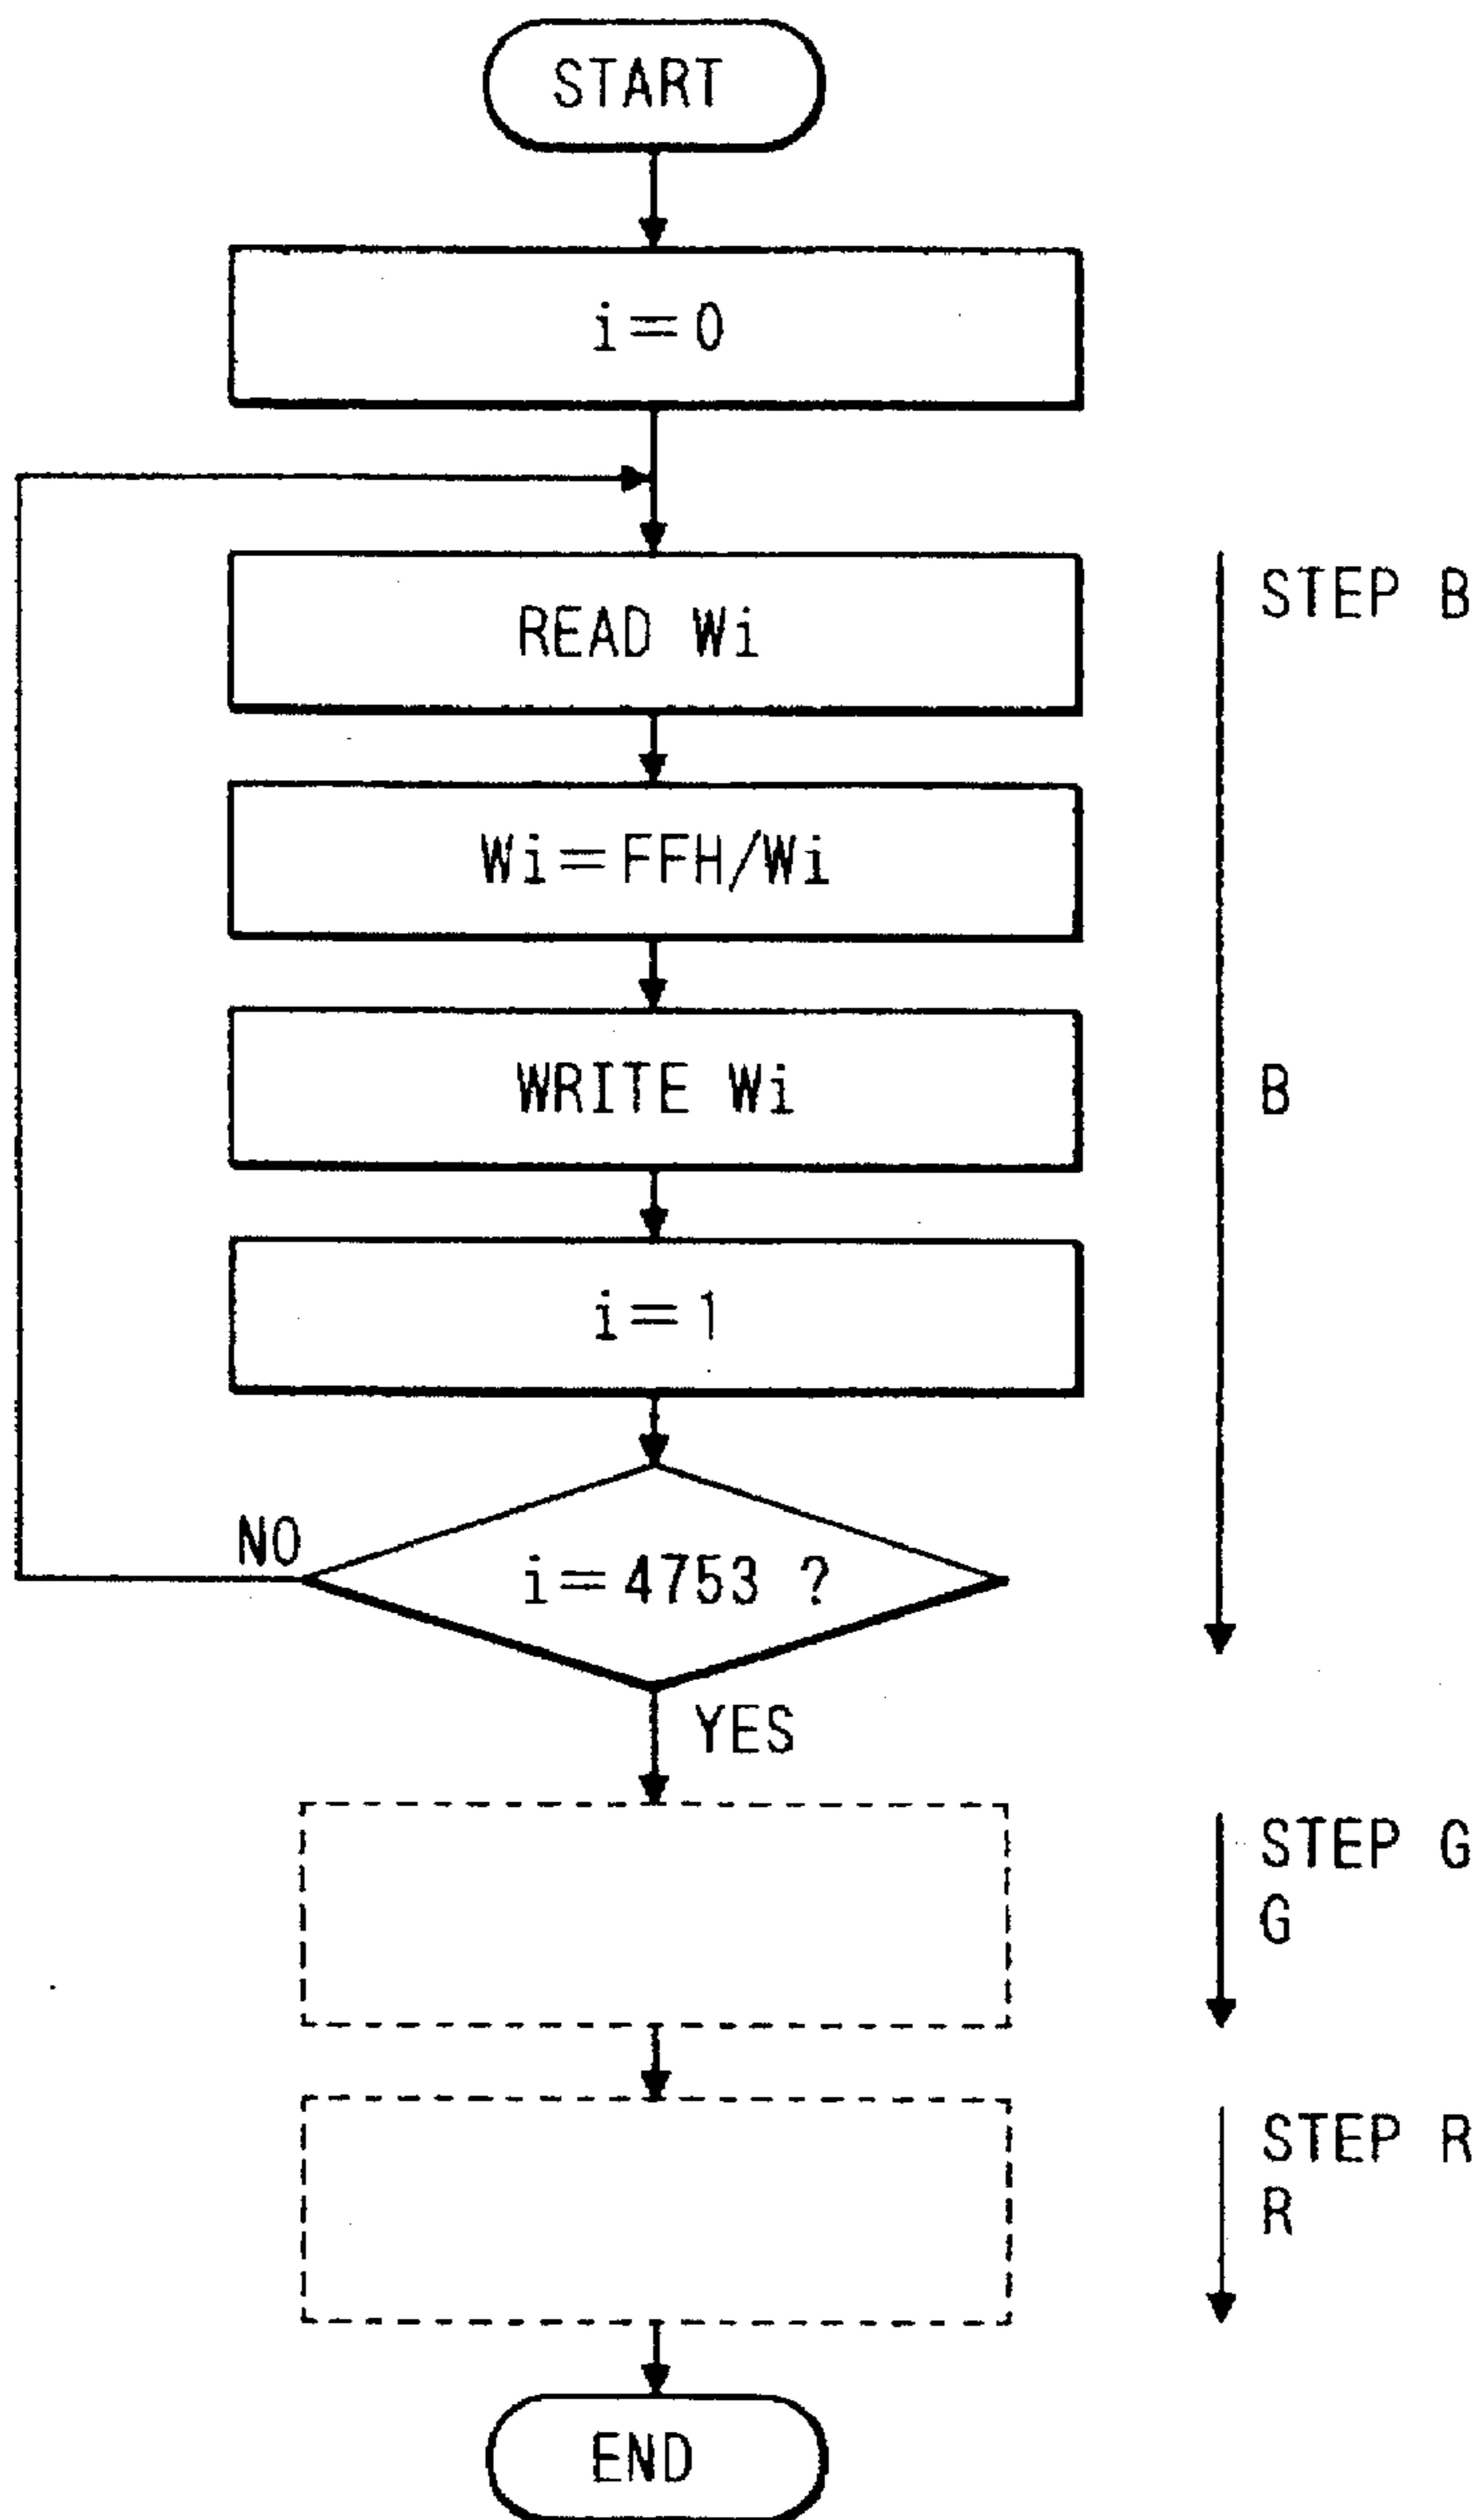 START
i=0
READ Wi
STEP B
Wi=FFH/Wi
WRITE Wi
B
i=1
NO
i=4753 ?
YES
STEP G
G
STEP R
R
END